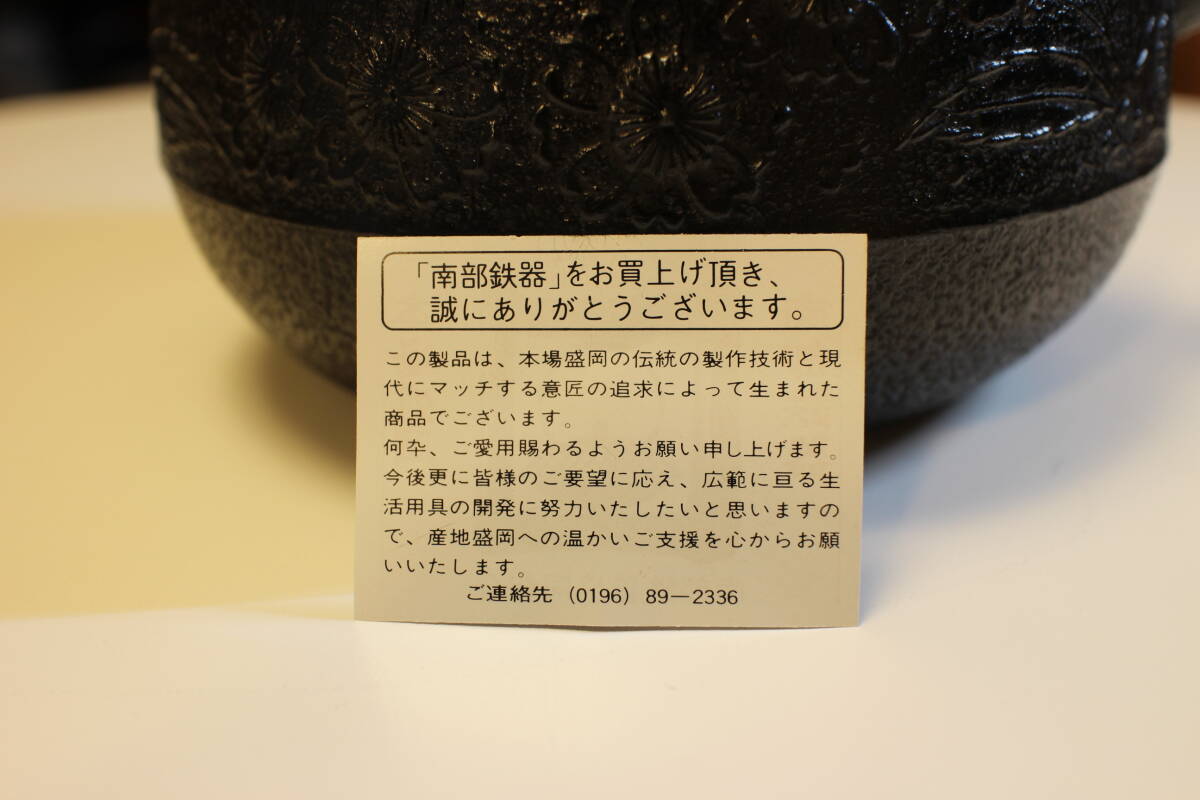 「南部鉄器」をお買上げ頂き、
誠にありがとうございます。
この製品は、本場盛岡の伝統の製作技術と現
代にマッチする意匠の追求によって生まれた
商品でございます。
何卆、ご愛用賜わるようお願い申し上げます。
今後更に皆様のご要望に応え、広範に亘る生
活用具の開発に努力いたしたいと思いますの
で、産地盛岡への温かいご支援を心からお願
いいたします。
ご連絡先 (0196) 89-2336